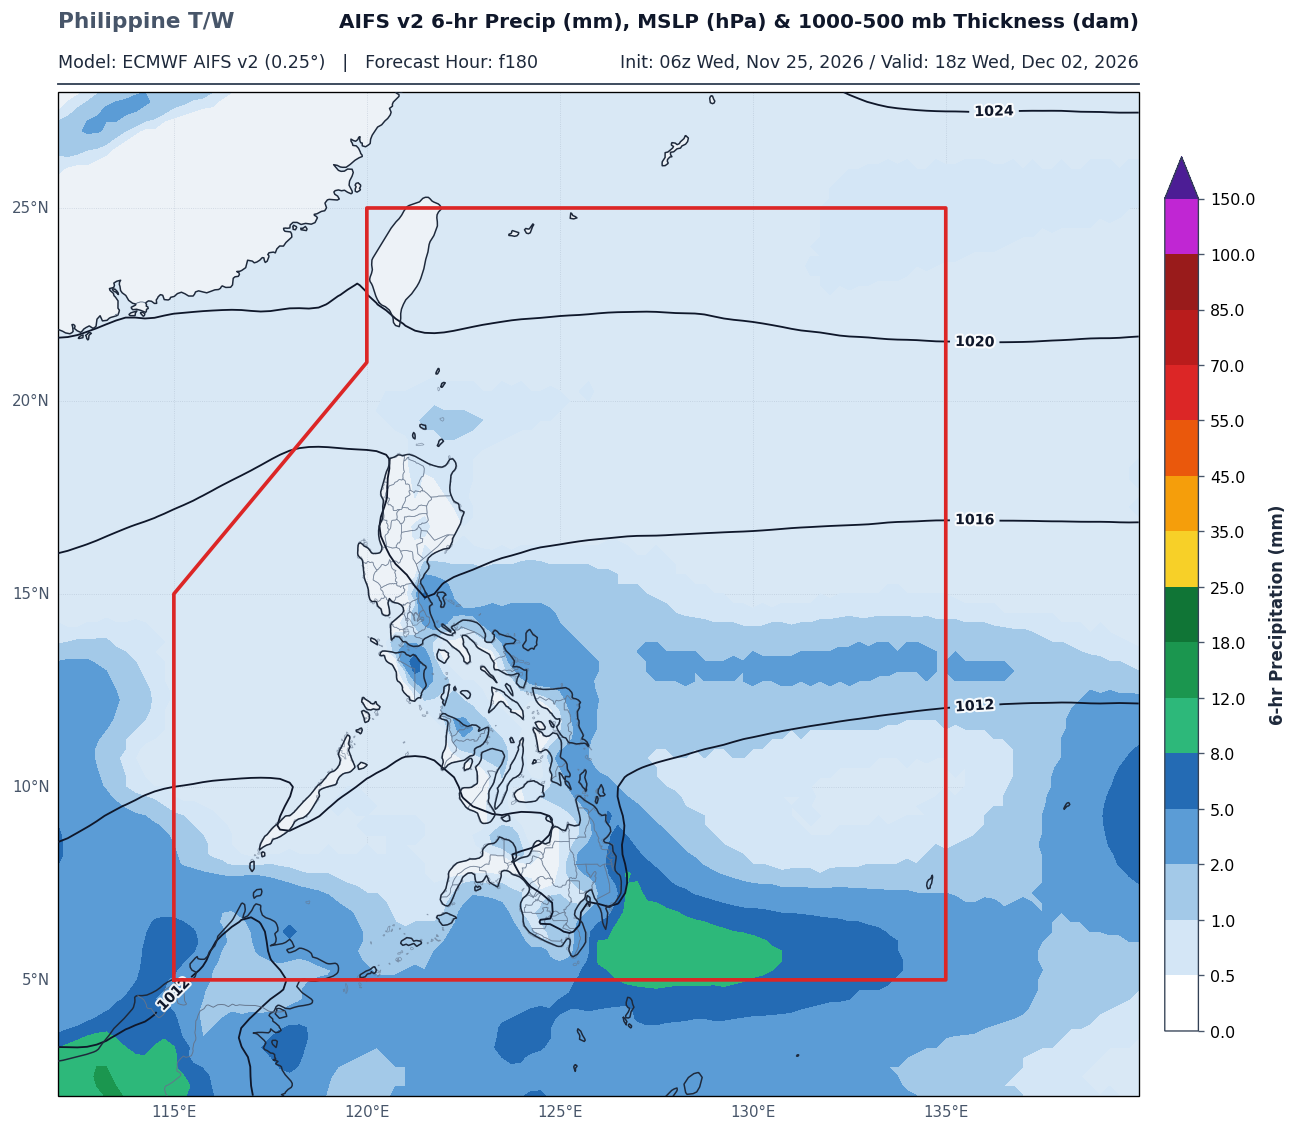 Philippine T/W
AIFS v2 6-hr Precip (mm), MSLP (hPa) & 1000-500 mb Thickness (dam)
Model: ECMWF AIFS v2 (0.25°) | Forecast Hour: f180
Init: 06z Wed, Nov 25, 2026 / Valid: 18z Wed, Dec 02, 2026
1024
25°N
1020
20°N
1016
15°N
1012
10°N
5°N
1012
115°E
120°E
125°E
130°E
135°E
150.0
100.0
85.0
70.0
55.0
45.0
35.0
25.0
18.0
12.0
8.0
5.0
2.0
1.0
0.5
0.0
6-hr Precipitation (mm)